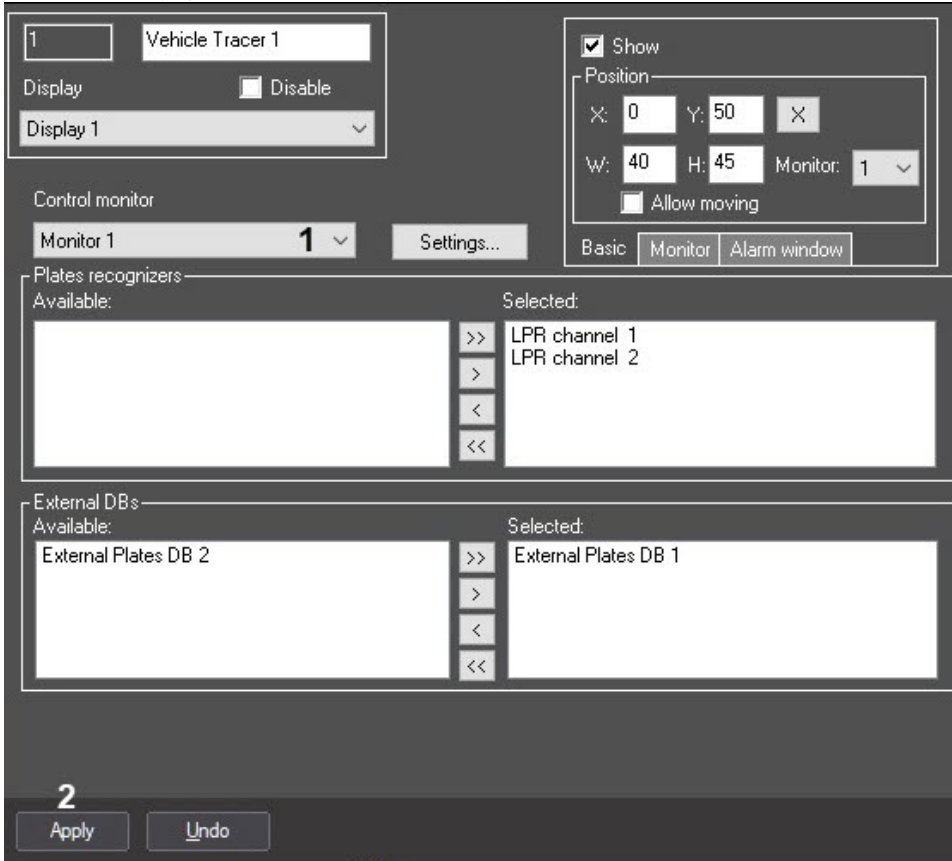 1
Vehicle Tracer 1
Display
Disable
Display 1
Show
Position
X: 0 Y: 50 X
W: 40 H: 45 Monitor: 1
Allow moving
Basic Monitor Alarm window
Control monitor
Monitor 1 1
Settings...
Plates recognizers
Available:
Selected:
>>
>
<
<<
LPR channel 1
LPR channel 2
External DBs
Available:
Selected:
External Plates DB 2
>>
>
<
<<
External Plates DB 1
2
Apply Undo